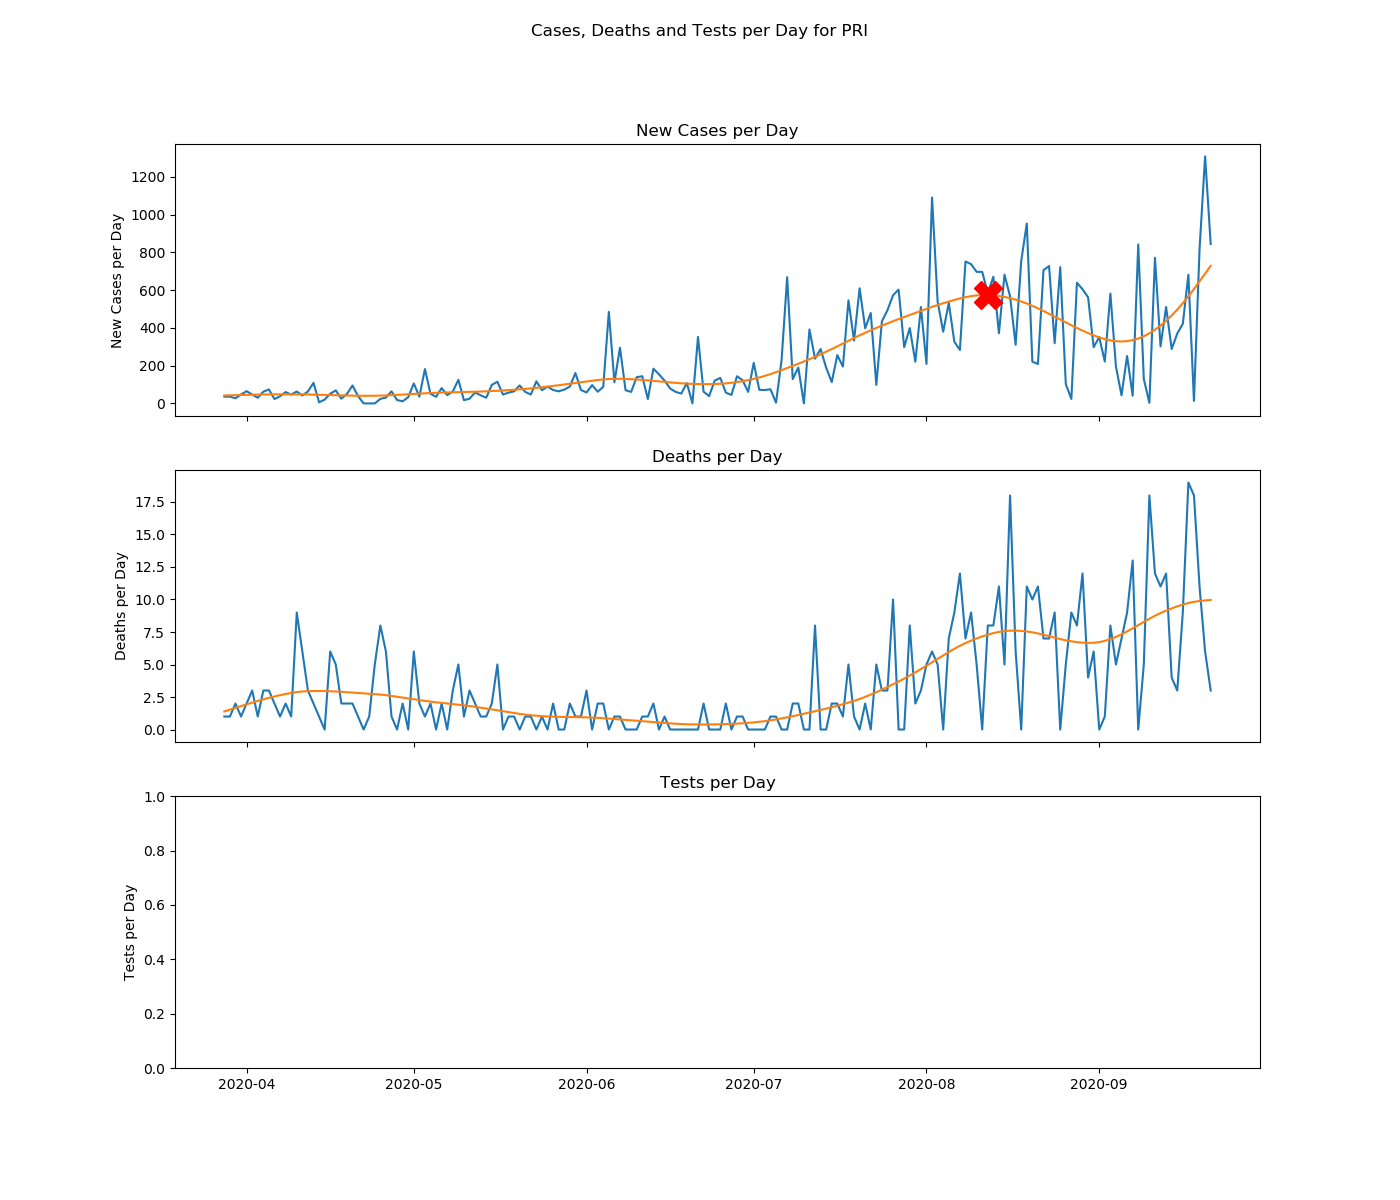 Cases, Deaths and Tests per Day for PRI
New Cases per Day
New Cases per Day
1200
1000
800
600
400
200
0
Deaths per Day
Deaths per Day
17.5
15.0
12.5
10.0
7.5
5.0
2.5
0.0
Tests per Day
Tests per Day
1.0
0.8
0.6
0.4
0.2
0.0
2020-04 2020-05 2020-06 2020-07 2020-08 2020-09